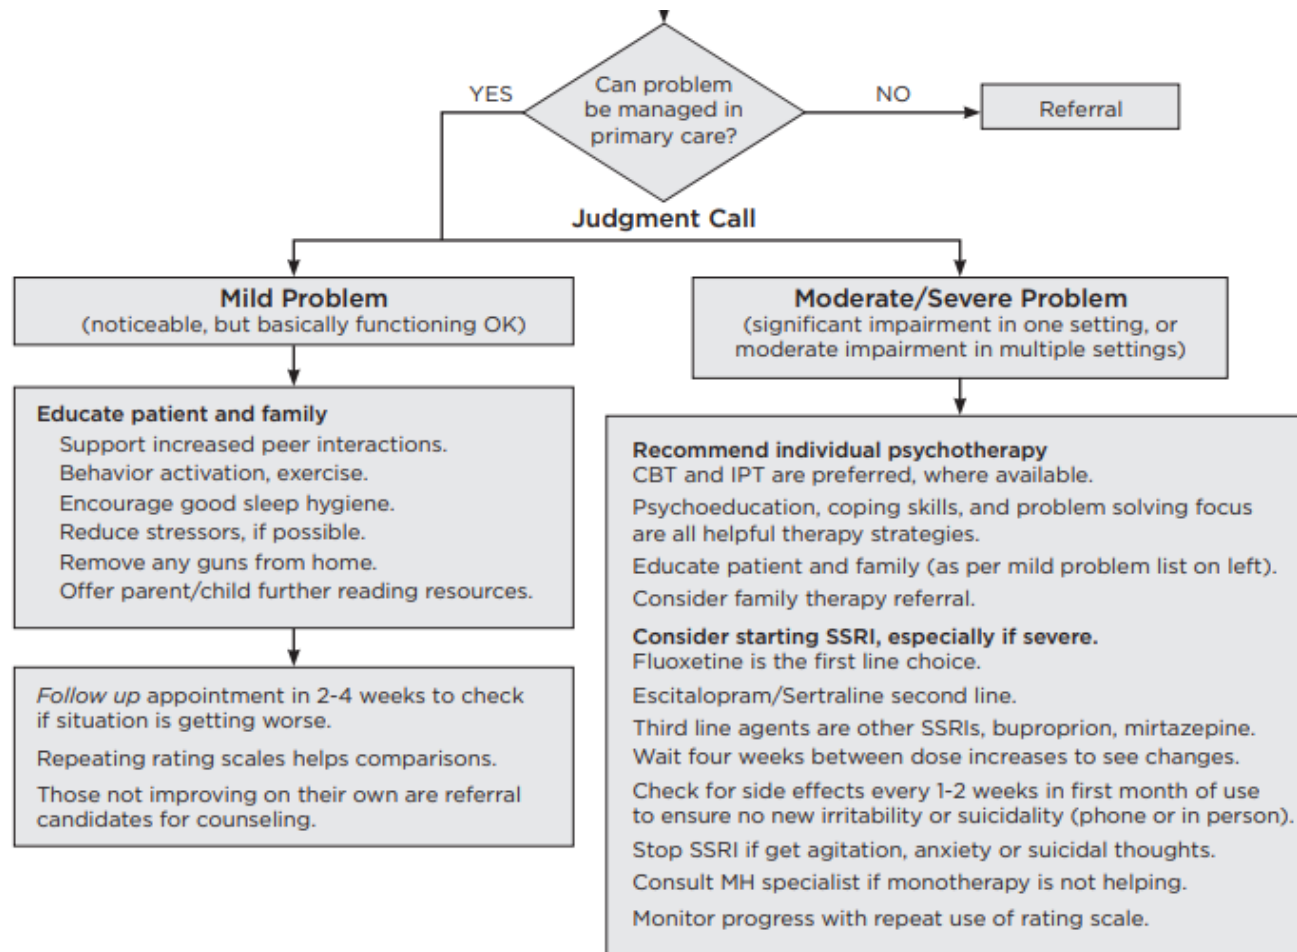 Can problem
be managed in
primary care?
YES
NO
Referral
Judgment Call
Mild Problem
(noticeable, but basically functioning OK)
Moderate/Severe Problem
(significant impairment in one setting, or
moderate impairment in multiple settings)
Educate patient and family
Support increased peer interactions.
Behavior activation, exercise.
Encourage good sleep hygiene.
Reduce stressors, if possible.
Remove any guns from home.
Offer parent/child further reading resources.
Follow up appointment in 2-4 weeks to check
if situation is getting worse.
Repeating rating scales helps comparisons.
Those not improving on their own are referral
candidates for counseling.
Recommend individual psychotherapy
CBT and IPT are preferred, where available.
Psychoeducation, coping skills, and problem solving focus
are all helpful therapy strategies.
Educate patient and family (as per mild problem list on left).
Consider family therapy referral.
Consider starting SSRI, especially if severe.
Fluoxetine is the first line choice.
Escitalopram/Sertraline second line.
Third line agents are other SSRIs, buproprion, mirtazepine.
Wait four weeks between dose increases to see changes.
Check for side effects every 1-2 weeks in first month of use
to ensure no new irritability or suicidality (phone or in person).
Stop SSRI if get agitation, anxiety or suicidal thoughts.
Consult MH specialist if monotherapy is not helping.
Monitor progress with repeat use of rating scale.